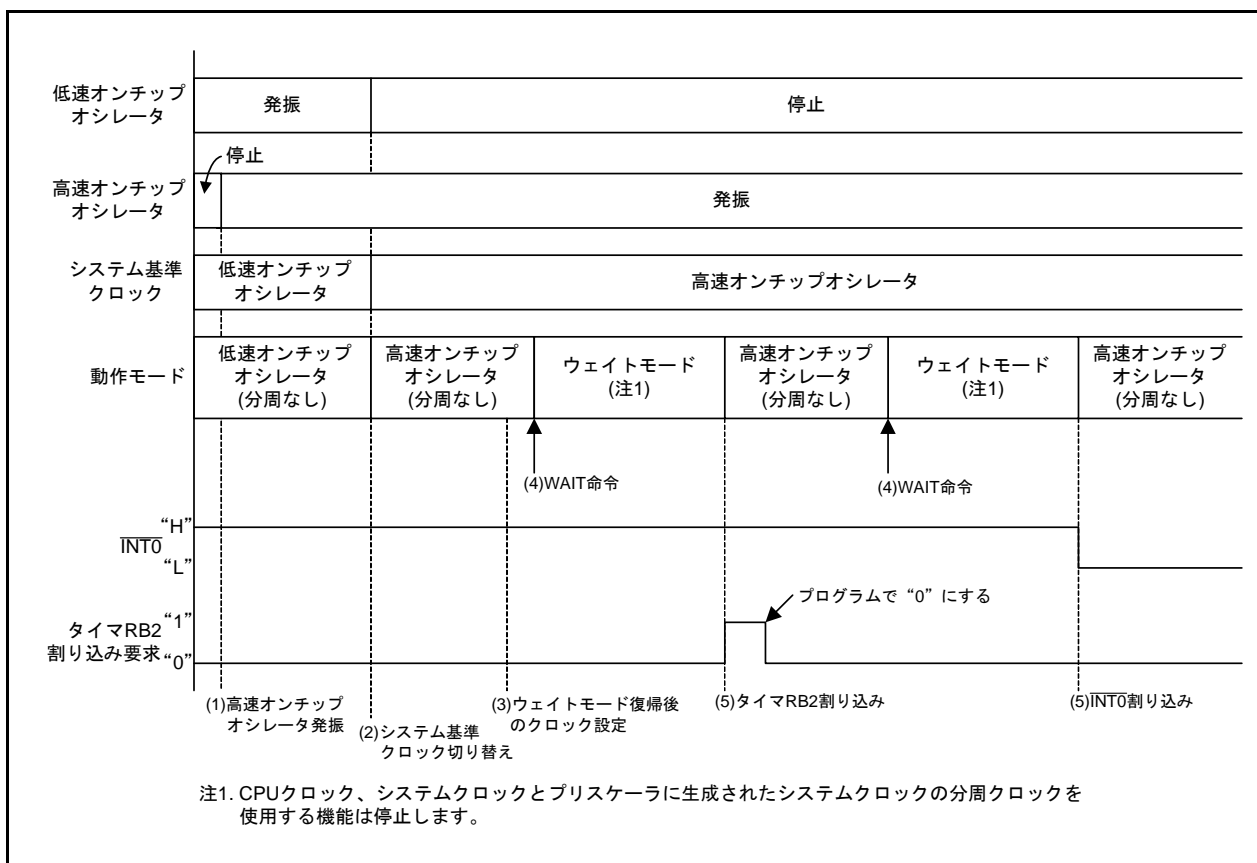 低速オンチップ
オシレータ
発振
停止
停止
高速オンチップ
オシレータ
発振
システム基準
クロック
低速オンチップ
オシレータ
高速オンチップオシレータ
動作モード
低速オンチップ
オシレータ
(分周なし)
高速オンチップ
オシレータ
(分周なし)
ウェイトモード
(注1)
高速オンチップ
オシレータ
(分周なし)
ウェイトモード
(注1)
高速オンチップ
オシレータ
(分周なし)
(4)WAIT命令
(4)WAIT命令
“H”
INT0
“L”
プログラムで“0”にする
タイマRB2
割り込み要求
“1”
“0”
(1)高速オンチップ
オシレータ発振
(2)システム基準
クロック切り替え
(3)ウェイトモード復帰後
のクロック設定
(5)タイマRB2割り込み
(5)INT0割り込み
注1. CPUクロック、システムクロックとプリスケーラに生成されたシステムクロックの分周クロックを
使用する機能は停止します。